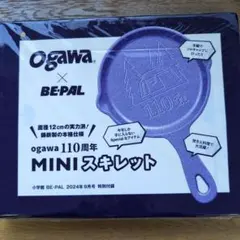 ogawa
×
BE-PAL
直径12cmの実力派!
鋳鉄製の本格仕様
ogawa 110周年
MINIスキレット
小学館 BE-PAL 2024年9月号 特別付録